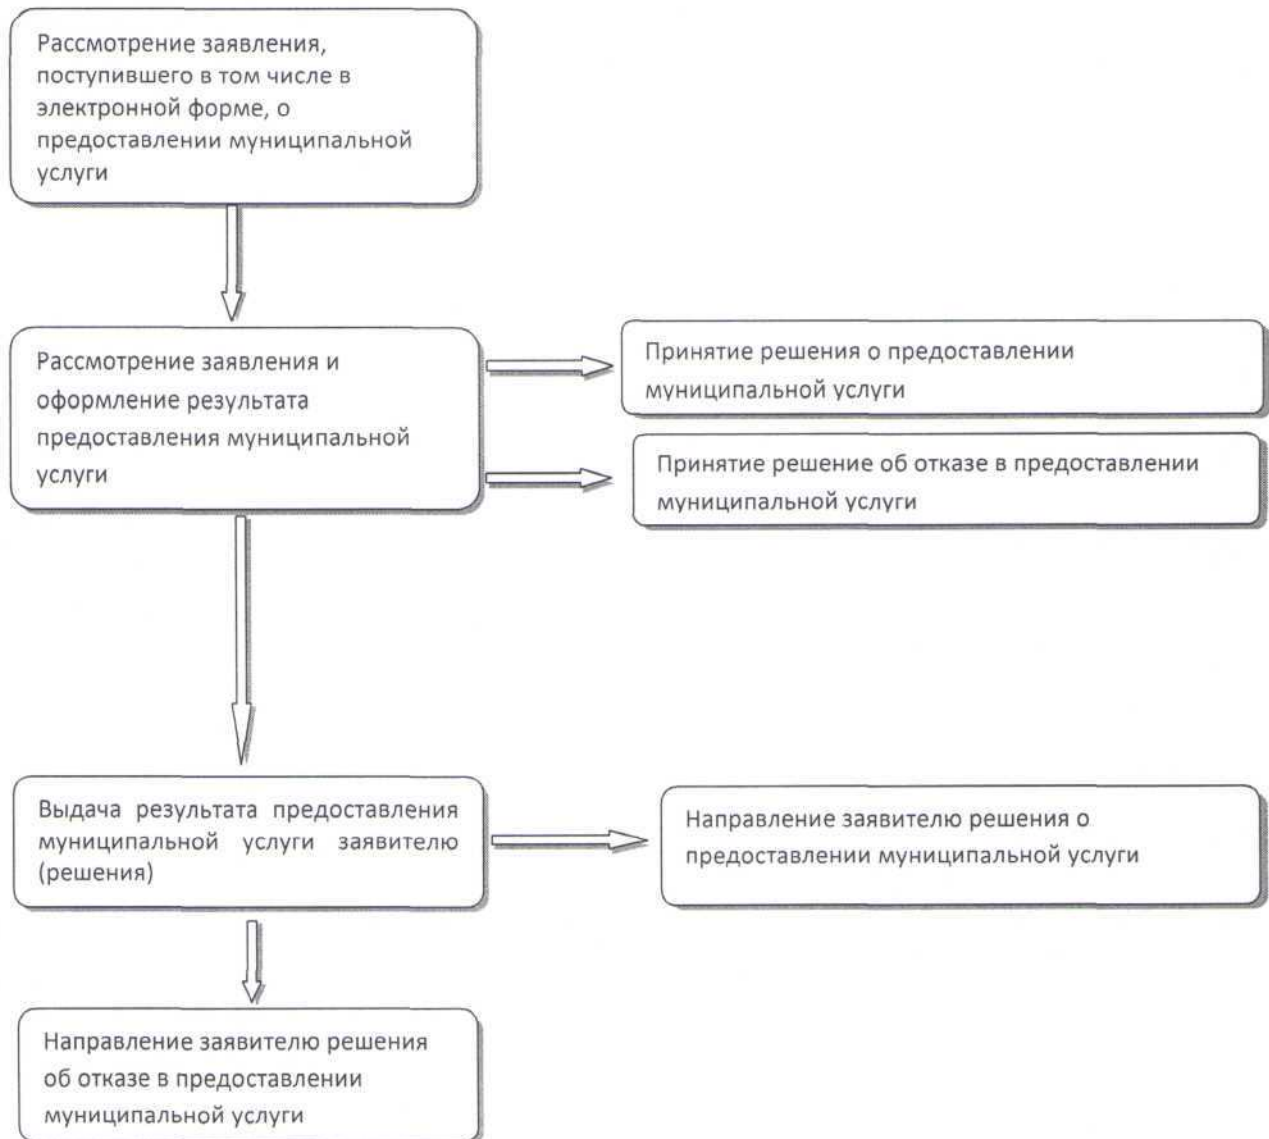 Рассмотрение заявления,
поступившего в том числе в
электронной форме, о
предоставлении муниципальной
услуги
Рассмотрение заявления и
оформление результата
предоставления муниципальной
услуги
Принятие решения о предоставлении
муниципальной услуги
Принятие решение об отказе в предоставлении
муниципальной услуги
Выдача результата предоставления
муниципальной услуги заявителю
(решения)
Направление заявителю решения о
предоставлении муниципальной услуги
Направление заявителю решения
об отказе в предоставлении
муниципальной услуги